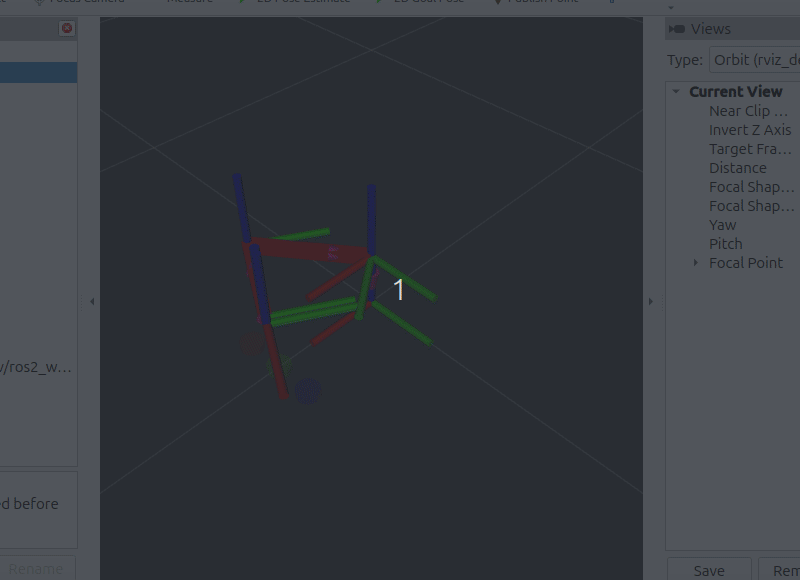 Focus Camera
Measure
2D Pose Estimate
2D Goal Pose
Publish Point
Views
Type: Orbit (rviz_de
Current View
Near Clip …
Invert Z Axis
Target Fra…
Distance
Focal Shap…
Focal Shap…
Yaw
Pitch
Focal Point
1
v/ros2_w…
ed before
Rename
Save
Rem